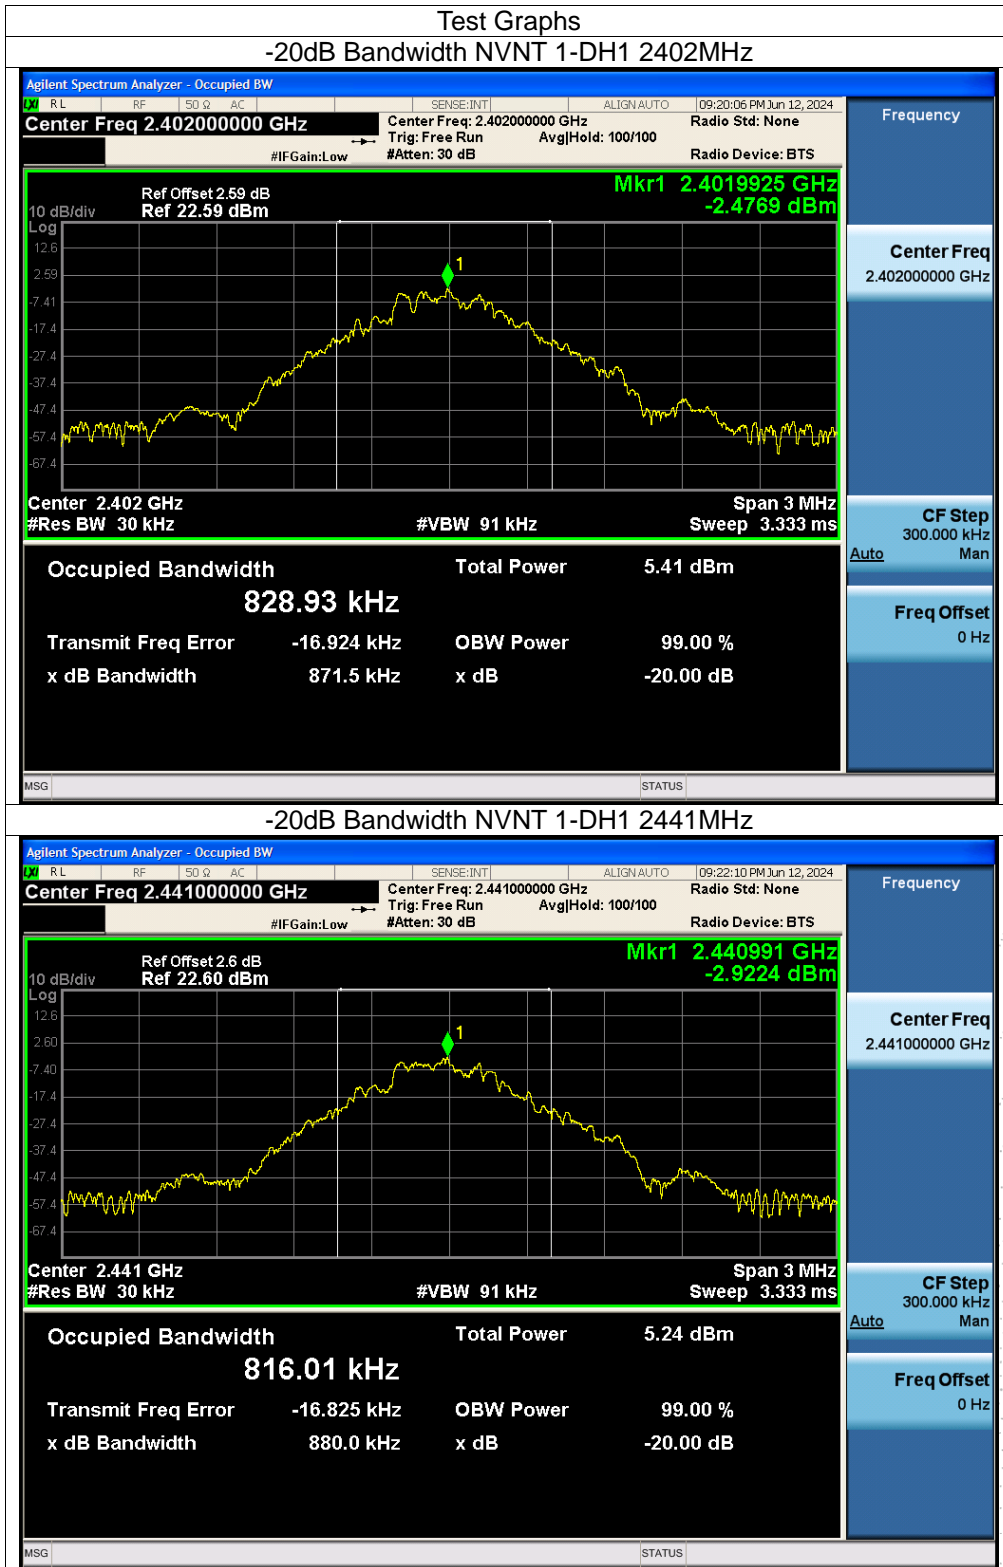 Test Graphs
-20dB Bandwidth NVNT 1-DH1 2402MHz
Agilent Spectrum Analyzer - Occupied BW
LXI RL RF 50 Ω AC SENSE:INT ALIGN AUTO 09:20:06 PM Jun 12, 2024
Center Freq 2.402000000 GHz Center Freq: 2.402000000 GHz Radio Std: None Frequency
Trig: Free Run Avg|Hold: 100/100
#IFGain:Low #Atten: 30 dB Radio Device: BTS
Mkr1 2.4019925 GHz
Ref Offset 2.59 dB
10 dB/div Ref 22.59 dBm -2.4769 dBm
Log
12.6
2.59
-7.41
-17.4
-27.4
-37.4
-47.4
-57.4
-67.4
1
Center Freq
2.402000000 GHz
Center 2.402 GHz Span 3 MHz
#Res BW 30 kHz #VBW 91 kHz Sweep 3.333 ms
CF Step
300.000 kHz
Auto Man
Occupied Bandwidth Total Power 5.41 dBm
828.93 kHz
Freq Offset
0 Hz
Transmit Freq Error -16.924 kHz OBW Power 99.00 %
x dB Bandwidth 871.5 kHz x dB -20.00 dB
MSG STATUS
-20dB Bandwidth NVNT 1-DH1 2441MHz
Agilent Spectrum Analyzer - Occupied BW
LXI RL RF 50 Ω AC SENSE:INT ALIGN AUTO 09:22:10 PM Jun 12, 2024
Center Freq 2.441000000 GHz Center Freq: 2.441000000 GHz Radio Std: None Frequency
Trig: Free Run Avg|Hold: 100/100
#IFGain:Low #Atten: 30 dB Radio Device: BTS
Mkr1 2.440991 GHz
Ref Offset 2.6 dB
10 dB/div Ref 22.60 dBm -2.9224 dBm
Log
12.6
2.60
-7.40
-17.4
-27.4
-37.4
-47.4
-57.4
-67.4
1
Center Freq
2.441000000 GHz
Center 2.441 GHz Span 3 MHz
#Res BW 30 kHz #VBW 91 kHz Sweep 3.333 ms
CF Step
300.000 kHz
Auto Man
Occupied Bandwidth Total Power 5.24 dBm
816.01 kHz
Freq Offset
0 Hz
Transmit Freq Error -16.825 kHz OBW Power 99.00 %
x dB Bandwidth 880.0 kHz x dB -20.00 dB
MSG STATUS